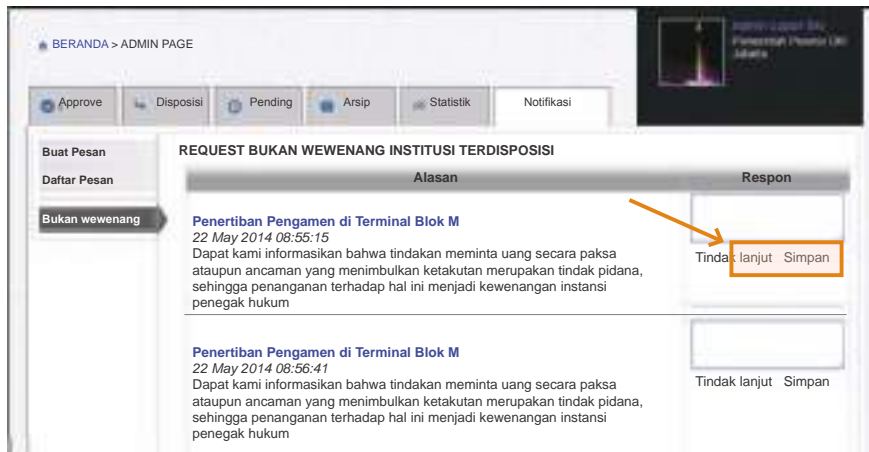 BERANDA > ADMIN PAGE
Approve
Disposisi
Pending
Arsip
Statistik
Notifikasi
Buat Pesan
Daftar Pesan
Bukan wewenang
REQUEST BUKAN WEWENANG INSTITUSI TERDISPOSISI
Alasan
Respon
Penertiban Pengamen di Terminal Blok M
22 May 2014 08:55:15
Dapat kami informasikan bahwa tindakan meminta uang secara paksa
ataupun ancaman yang menimbulkan ketakutan merupakan tindak pidana,
sehingga penanganan terhadap hal ini menjadi kewenangan instansi
penegak hukum
Tindak lanjut Simpan
Penertiban Pengamen di Terminal Blok M
22 May 2014 08:56:41
Dapat kami informasikan bahwa tindakan meminta uang secara paksa
ataupun ancaman yang menimbulkan ketakutan merupakan tindak pidana,
sehingga penanganan terhadap hal ini menjadi kewenangan instansi
penegak hukum
Tindak lanjut Simpan